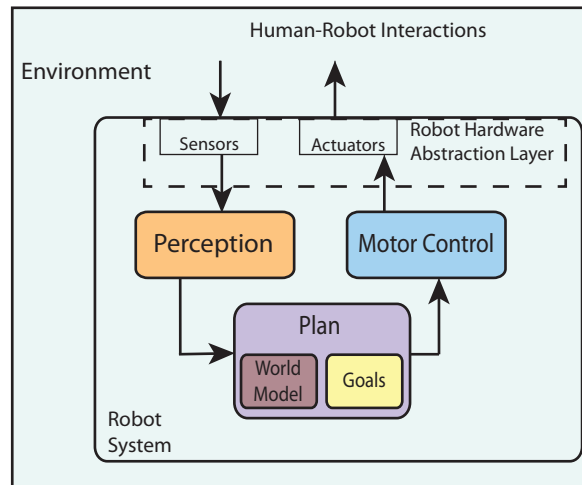 Human-Robot Interactions
Environment
Sensors
Actuators
Robot Hardware
Abstraction Layer
Perception
Motor Control
Plan
World
Model
Goals
Robot
System